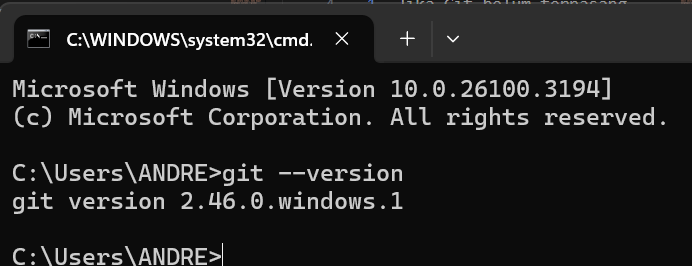 C:\WINDOWS\system32\cmd.
Microsoft Windows [Version 10.0.26100.3194]
(c) Microsoft Corporation. All rights reserved.
C:\Users\ANDRE>git --version
git version 2.46.0.windows.1
C:\Users\ANDRE>